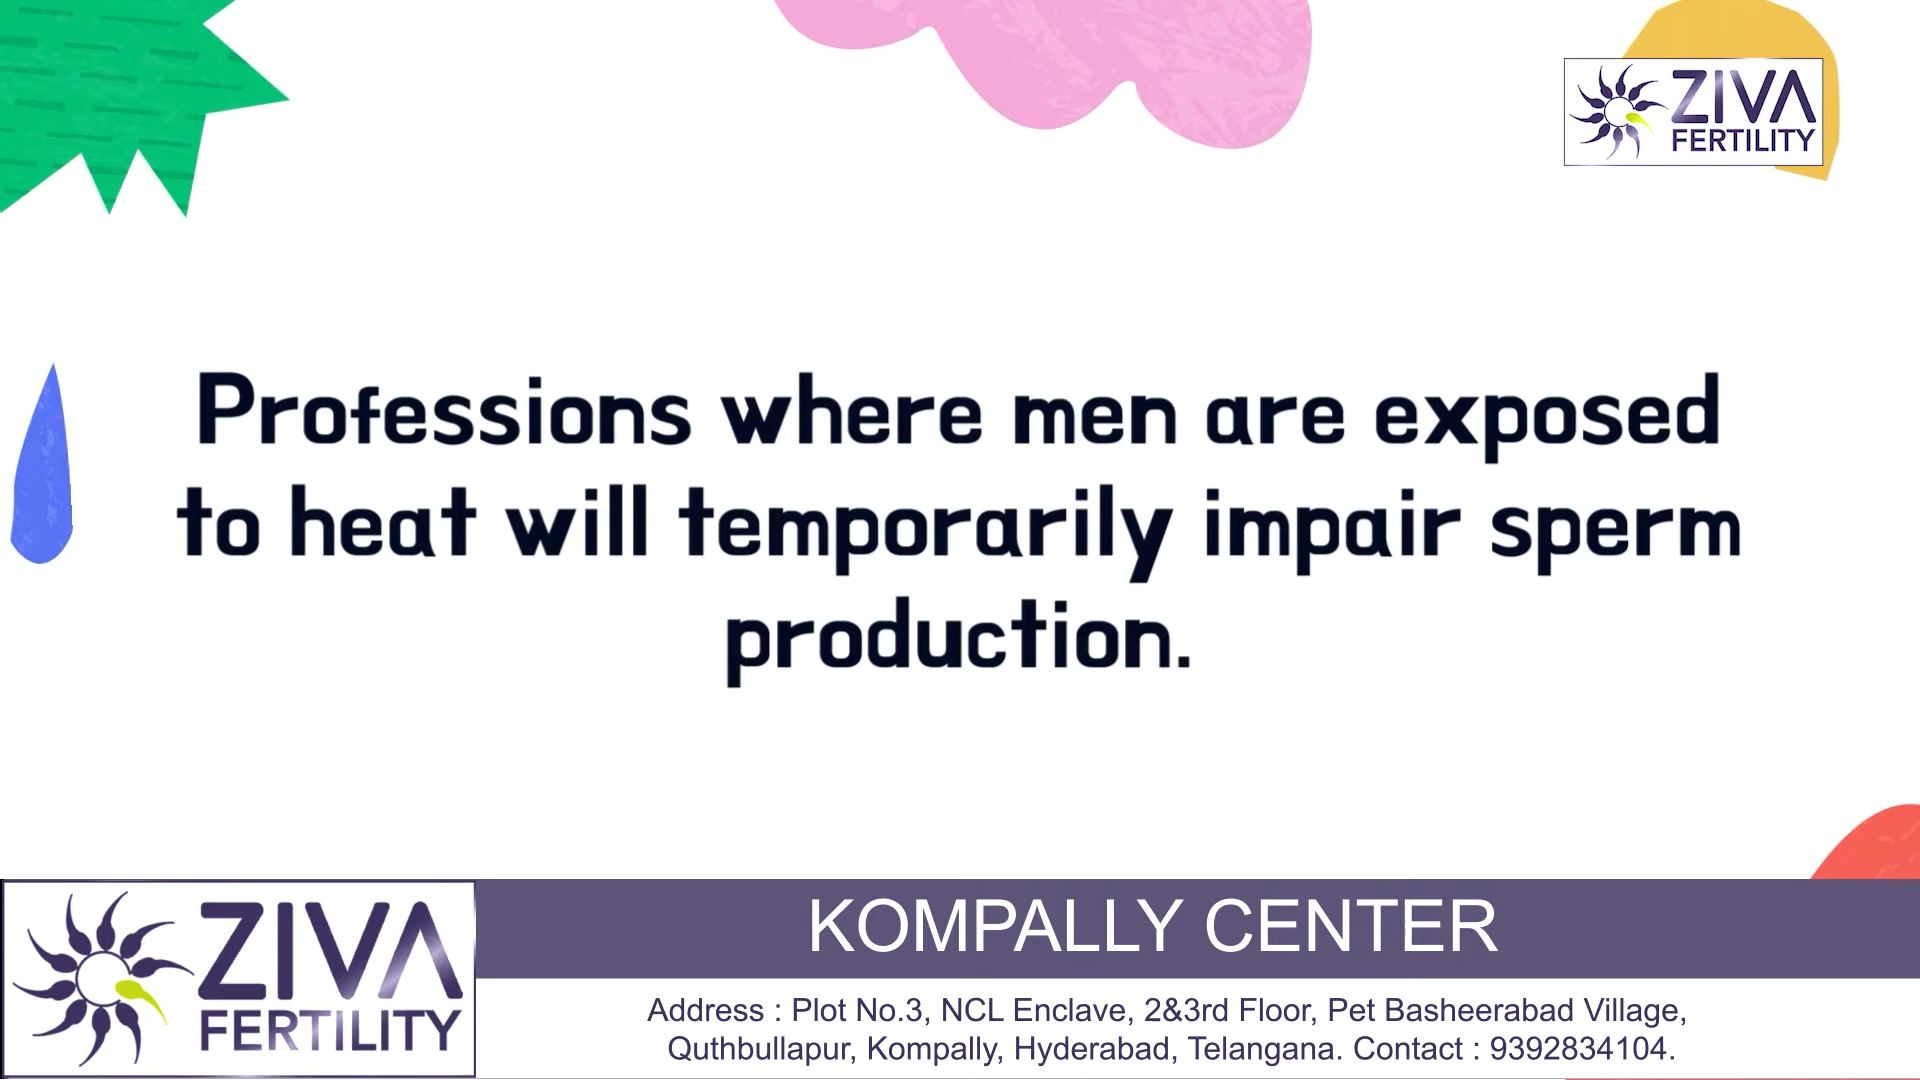 ZIVA
FERTILITY
Professions where men are exposed
to heat will temporarily impair sperm
production.
ZIVA
FERTILITY
KOMPALLY CENTER
Address : Plot No.3, NCL Enclave, 2&3rd Floor, Pet Basheerabad Village,
Quthbullapur, Kompally, Hyderabad, Telangana. Contact : 9392834104.